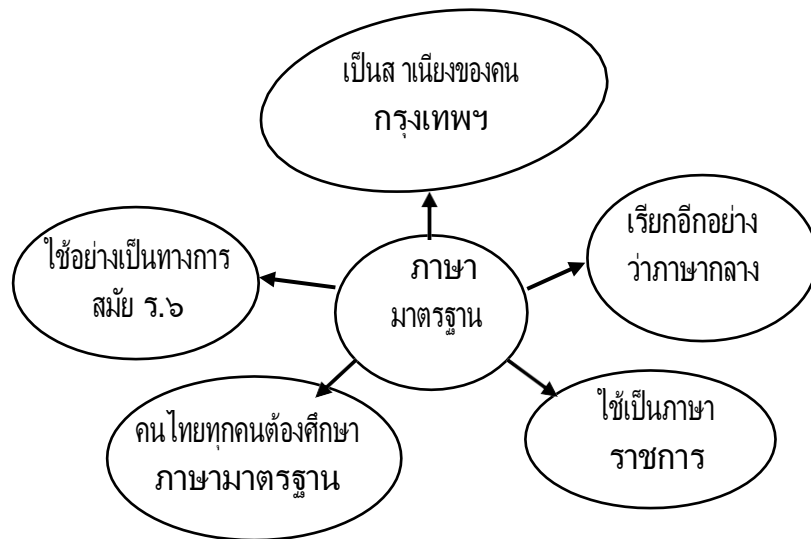 เป็นส ำเนียงของคน
กรุงเทพฯ
เรียกอีกอย่าง
ว่าภาษากลาง
ใช้อย่างเป็นทางการ
สมัย ร.๖
ภาษา
มาตรฐาน
ใช้เป็นภาษา
ราชการ
คนไทยทุกคนต้องศึกษา
ภาษามาตรฐาน